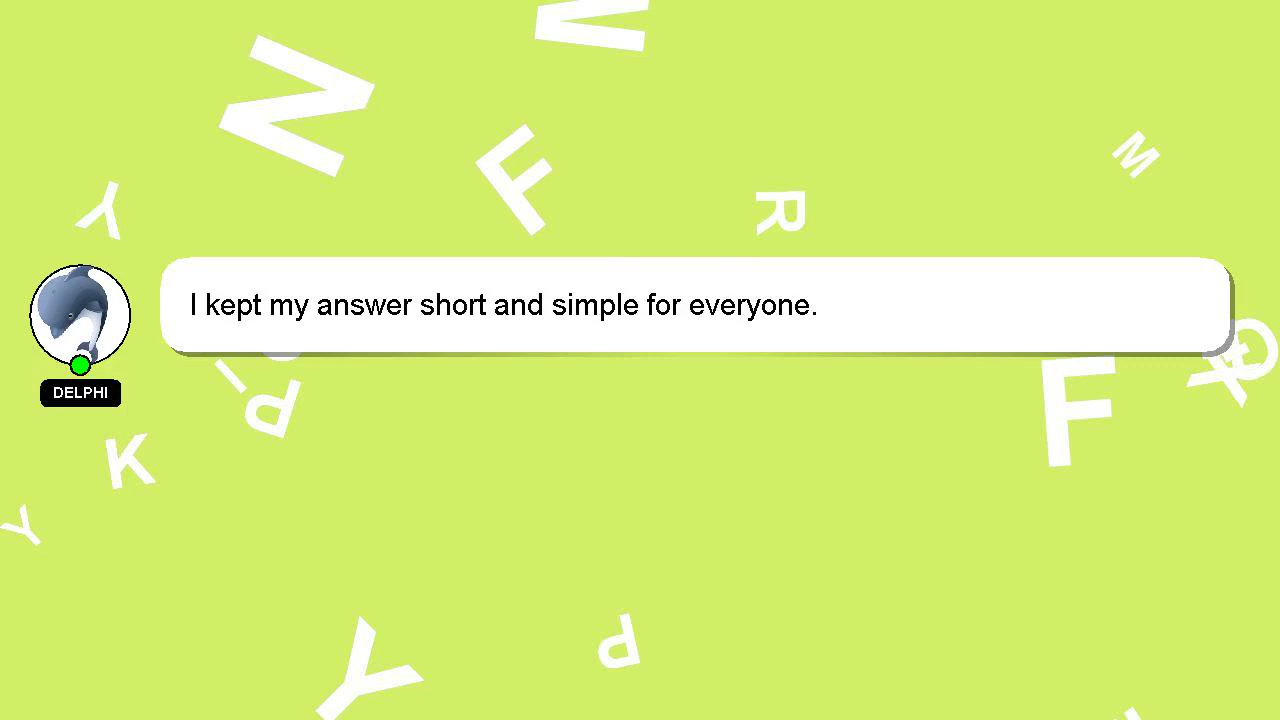 N
F
M
Y
R
I kept my answer short and simple for everyone.
DELPHI
F
P
K
Y
P
Y